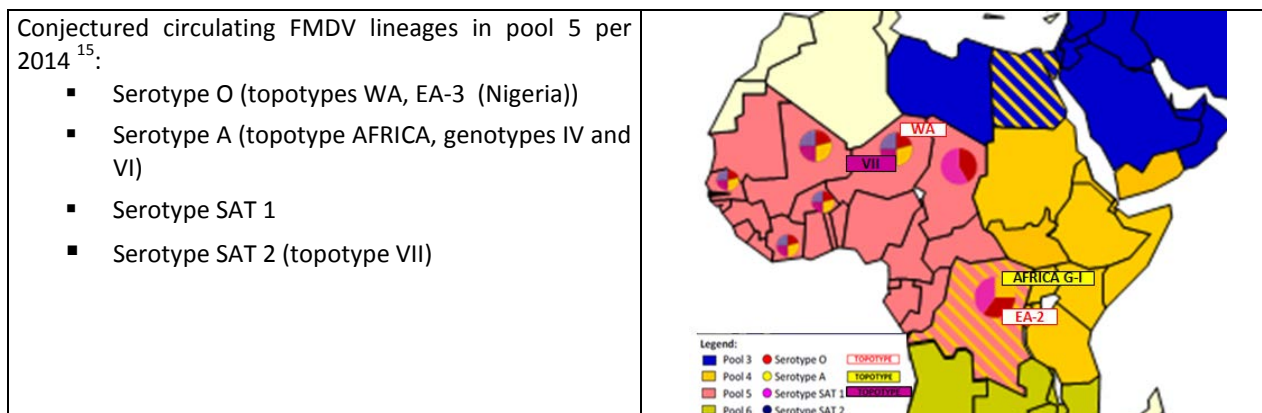 Conjectured circulating FMDV lineages in pool 5 per
2014 15:
▪ Serotype O (topotypes WA, EA-3 (Nigeria))
▪ Serotype A (topotype AFRICA, genotypes IV and
VI)
▪ Serotype SAT 1
▪ Serotype SAT 2 (topotype VII)
WA
VII
AFRICA G-I
EA-2
Legend:
Pool 3 Serotype O TOPOTYPE
Pool 4 Serotype A TOPOTYPE
Pool 5 Serotype SAT 1 TOPOTYPE
Pool 6 Serotype SAT 2